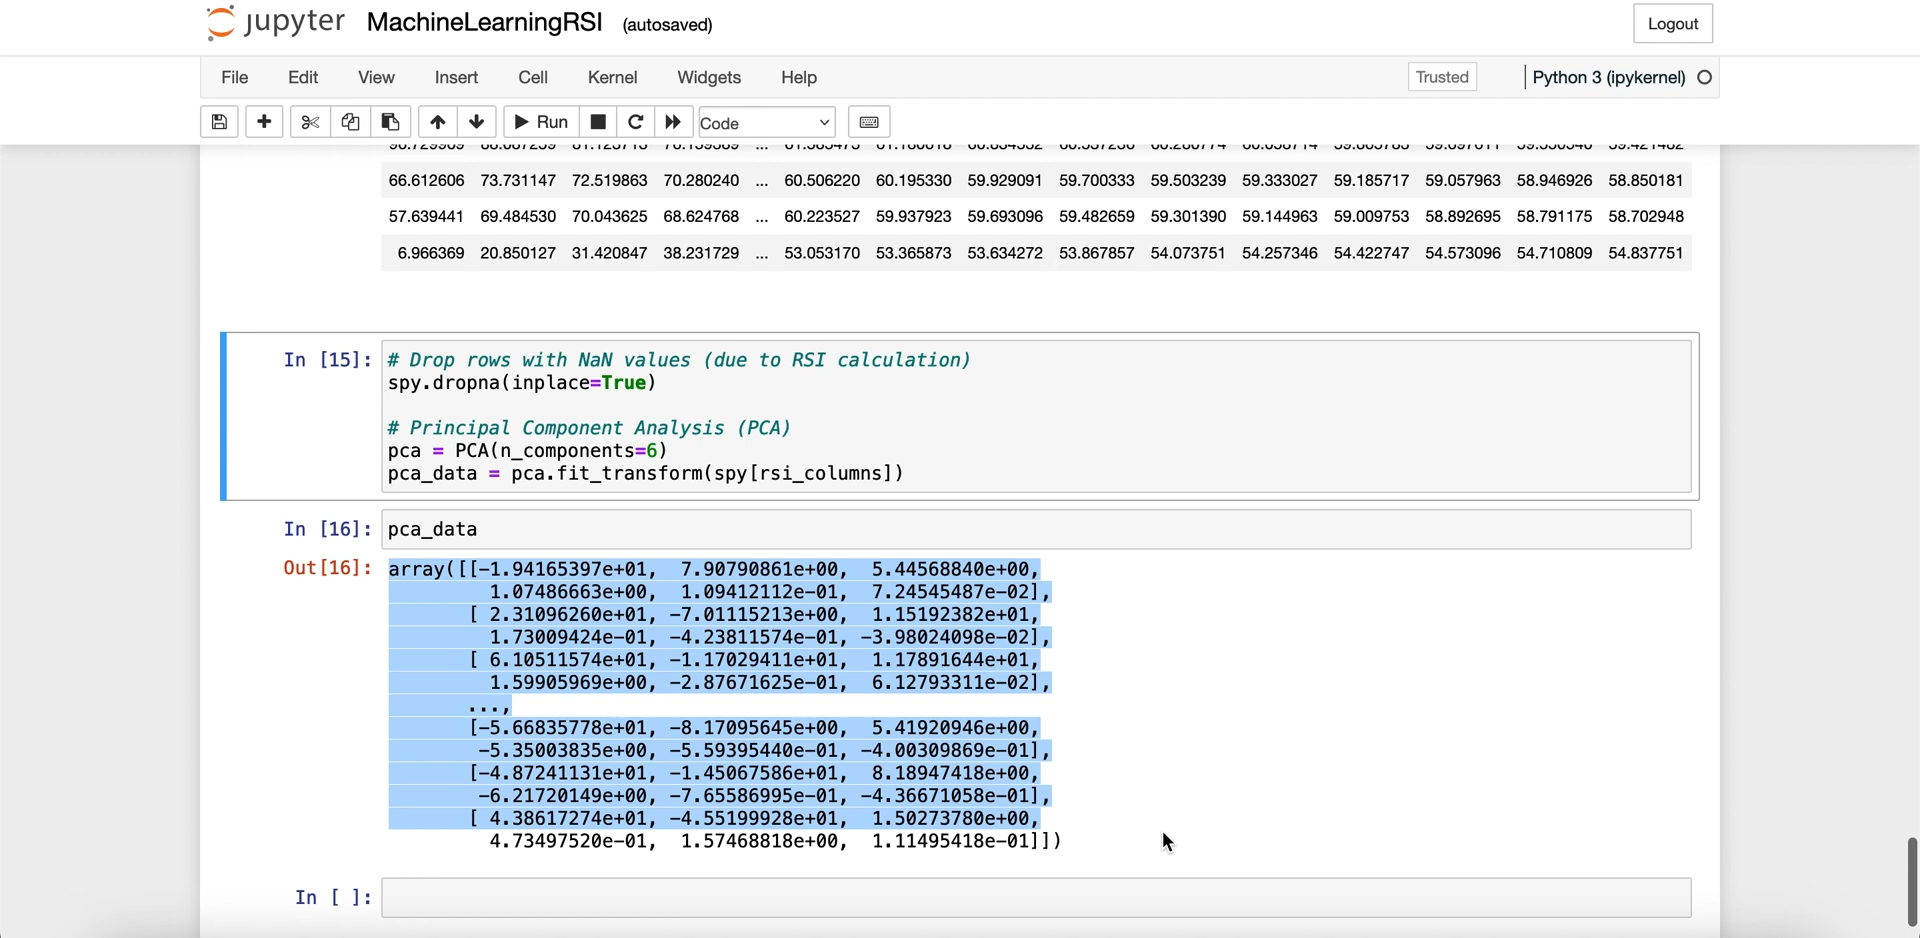 jupyter MachineLearningRSI (autosaved) Logout
File Edit View Insert Cell Kernel Widgets Help Trusted Python 3 (ipykernel)
Run Code
66.612606 73.731147 72.519863 70.280240 ... 60.506220 60.195330 59.929091 59.700333 59.503239 59.333027 59.185717 59.057963 58.946926 58.850181
57.639441 69.484530 70.043625 68.624768 ... 60.223527 59.937923 59.693096 59.482659 59.301390 59.144963 59.009753 58.892695 58.791175 58.702948
6.966369 20.850127 31.420847 38.231729 ... 53.053170 53.365873 53.634272 53.867857 54.073751 54.257346 54.422747 54.573096 54.710809 54.837751
In [15]: # Drop rows with NaN values (due to RSI calculation)
spy.dropna(inplace=True)
# Principal Component Analysis (PCA)
pca = PCA(n_components=6)
pca_data = pca.fit_transform(spy[rsi_columns])
In [16]: pca_data
Out[16]: array([[-1.94165397e+01, 7.90790861e+00, 5.44568840e+00,
1.07486663e+00, 1.09412112e-01, 7.24545487e-02],
[ 2.31096260e+01, -7.01115213e+00, 1.15192382e+01,
1.73009424e-01, -4.23811574e-01, -3.98024098e-02],
[ 6.10511574e+01, -1.17029411e+01, 1.17891644e+01,
1.59905969e+00, -2.87671625e-01, 6.12793311e-02],
...,
[-5.66835778e+01, -8.17095645e+00, 5.41920946e+00,
-5.35003835e+00, -5.59395440e-01, -4.00309869e-01],
[-4.87241131e+01, -1.45067586e+01, 8.18947418e+00,
-6.21720149e+00, -7.65586995e-01, -4.36671058e-01],
[ 4.38617274e+01, -4.55199928e+01, 1.50273780e+00,
4.73497520e-01, 1.57468818e+00, 1.11495418e-01]])
In [ ]: